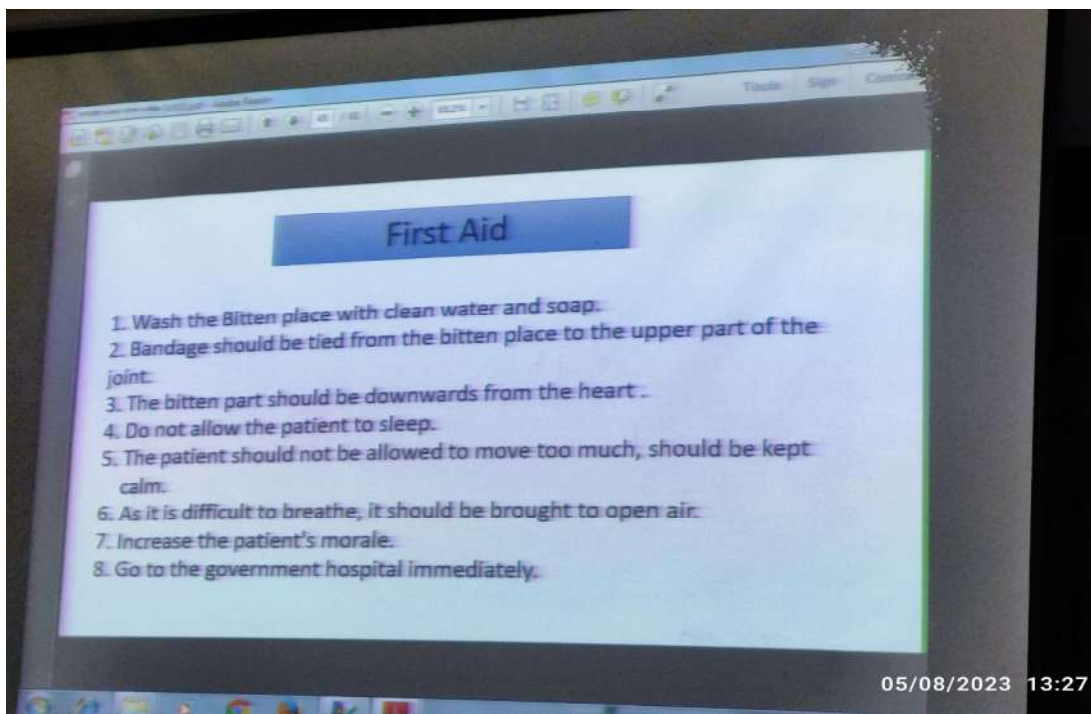 Tools Sign
First Aid
1. Wash the Bitten place with clean water and soap.
2. Bandage should be tied from the bitten place to the upper part of the
joint.
3. The bitten part should be downwards from the heart .
4. Do not allow the patient to sleep.
5. The patient should not be allowed to move too much, should be kept
calm.
6. As it is difficult to breathe, it should be brought to open air.
7. Increase the patient's morale.
8. Go to the government hospital immediately.
05/08/2023 13:27